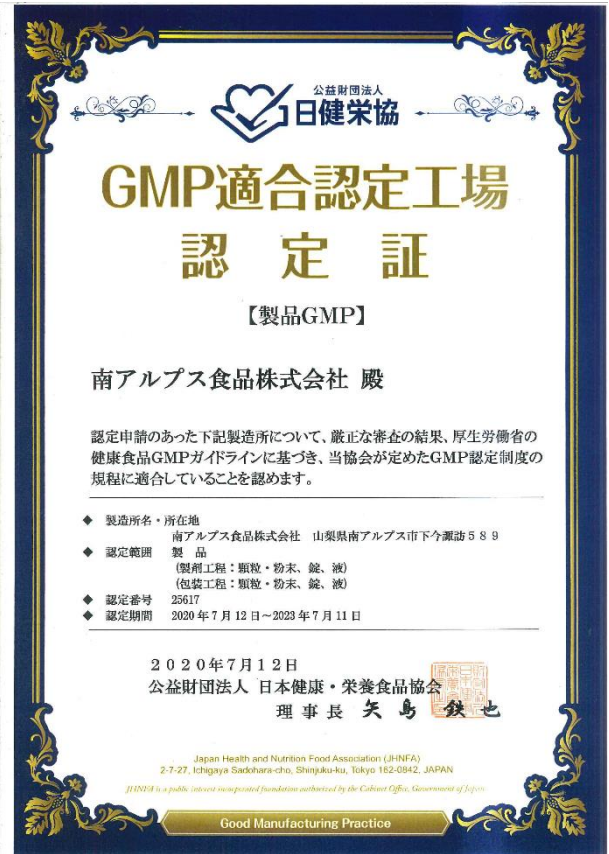 公益財団法人
日健栄協
GMP適合認定工場
認 定 証
【製品GMP】
南アルプス食品株式会社 殿
認定申請のあった下記製造所について、厳正な審査の結果、厚生労働省の
健康食品GMPガイドラインに基づき、当協会が定めたGMP認定制度の
規程に適合していることを認めます。
◆ 製造所名・所在地
南アルプス食品株式会社 山梨県南アルプス市下今諏訪589
◆ 認定範囲 製 品
(製剤工程:顆粒・粉末、錠、液)
(包装工程:顆粒・粉末、錠、液)
◆ 認定番号 25617
◆ 認定期間 2020年7月12日~2023年7月11日
2020年7月12日
公益財団法人 日本健康・栄養食品協会
理事長 矢島 鉄也
Japan Health and Nutrition Food Association (JHNFA)
2-7-27, Ichigaya Sadohara-cho, Shinjuku-ku, Tokyo 162-0842, JAPAN
JHNFA is a public interest incorporated foundation authorized by the Cabinet Office, Government of Japan
Good Manufacturing Practice